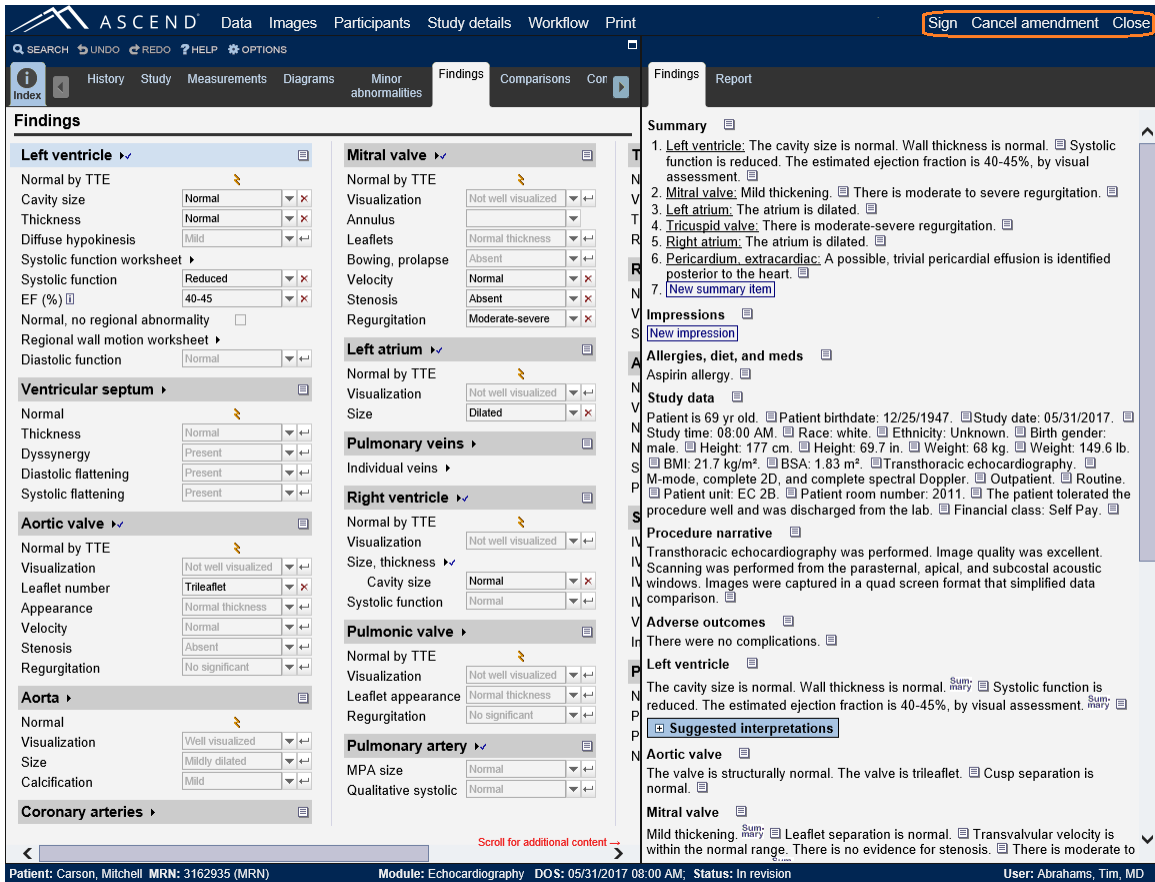 ASCEND Data Images Participants Study details Workflow Print Sign Cancel amendment Close
SEARCH UNDO REDO ? HELP OPTIONS
Index History Study Measurements Diagrams Minor abnormalities Findings Comparisons Con
Findings
Left ventricle
Normal by TTE
Cavity size Normal
Thickness Normal
Diffuse hypokinesis Mild
Systolic function worksheet
Systolic function Reduced
EF (%) 40-45
Normal, no regional abnormality
Regional wall motion worksheet
Diastolic function Normal
Ventricular septum
Normal
Thickness Normal
Dyssynergy Present
Diastolic flattening Present
Systolic flattening Present
Aortic valve
Normal by TTE
Visualization Not well visualized
Leaflet number Trileaflet
Appearance Normal thickness
Velocity Normal
Stenosis Absent
Regurgitation No significant
Aorta
Normal
Visualization Well visualized
Size Mildly dilated
Calcification Mild
Coronary arteries
Mitral valve
Normal by TTE
Visualization Not well visualized
Annulus
Leaflets Normal thickness
Bowing, prolapse Absent
Velocity Normal
Stenosis Absent
Regurgitation Moderate-severe
Left atrium
Normal by TTE
Visualization Not well visualized
Size Dilated
Pulmonary veins
Individual veins
Right ventricle
Normal by TTE
Visualization Not well visualized
Size, thickness
Cavity size Normal
Systolic function Normal
Pulmonic valve
Normal by TTE
Visualization Not well visualized
Leaflet appearance Normal thickness
Regurgitation No significant
Pulmonary artery
MPA size Normal
Qualitative systolic Normal
Scroll for additional content →
Findings Report
Summary
1. Left ventricle: The cavity size is normal. Wall thickness is normal. Systolic
function is reduced. The estimated ejection fraction is 40-45%, by visual
assessment.
2. Mitral valve: Mild thickening. There is moderate to severe regurgitation.
3. Left atrium: The atrium is dilated.
4. Tricuspid valve: There is moderate-severe regurgitation.
5. Right atrium: The atrium is dilated.
6. Pericardium, extracardiac: A possible, trivial pericardial effusion is identified
posterior to the heart.
7. New summary item
Impressions
New impression
Allergies, diet, and meds
Aspirin allergy.
Study data
Patient is 69 yr old. Patient birthdate: 12/25/1947. Study date: 05/31/2017.
Study time: 08:00 AM. Race: white. Ethnicity: Unknown. Birth gender:
male. Height: 177 cm. Height: 69.7 in. Weight: 68 kg. Weight: 149.6 lb.
BMI: 21.7 kg/m². BSA: 1.83 m². Transthoracic echocardiography.
M-mode, complete 2D, and complete spectral Doppler. Outpatient. Routine.
Patient unit: EC 2B. Patient room number: 2011. The patient tolerated the
procedure well and was discharged from the lab. Financial class: Self Pay.
Procedure narrative
Transthoracic echocardiography was performed. Image quality was excellent.
Scanning was performed from the parasternal, apical, and subcostal acoustic
windows. Images were captured in a quad screen format that simplified data
comparison.
Adverse outcomes
There were no complications.
Left ventricle
The cavity size is normal. Wall thickness is normal. Sum- mary Systolic function is
reduced. The estimated ejection fraction is 40-45%, by visual assessment. Sum- mary
Suggested interpretations
Aortic valve
The valve is structurally normal. The valve is trileaflet. Cusp separation is
normal.
Mitral valve
Mild thickening. Sum- mary Leaflet separation is normal. Transvalvular velocity is
within the normal range. There is no evidence for stenosis. There is moderate to
Patient: Carson, Mitchell MRN: 3162935 (MRN) Module: Echocardiography DOS: 05/31/2017 08:00 AM; Status: In revision User: Abrahams, Tim, MD